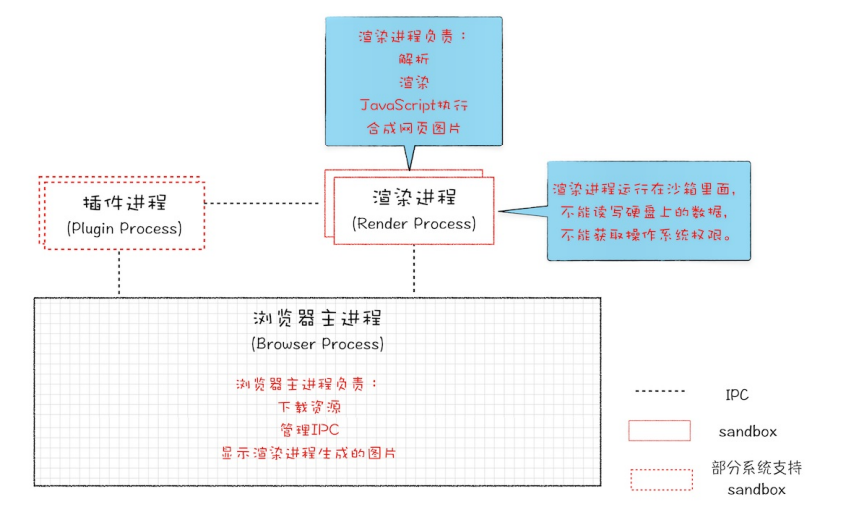 渲染进程负责：
解析
渲染
JavaScript执行
合成网页图片
插件进程
(Plugin Process)
渲染进程
(Render Process)
渲染进程运行在沙箱里面，
不能读写硬盘上的数据，
不能获取操作系统权限。
浏览器主进程
(Browser Process)
浏览器主进程负责：
下载资源
管理IPC
显示渲染进程生成的图片
IPC
sandbox
部分系统支持
sandbox